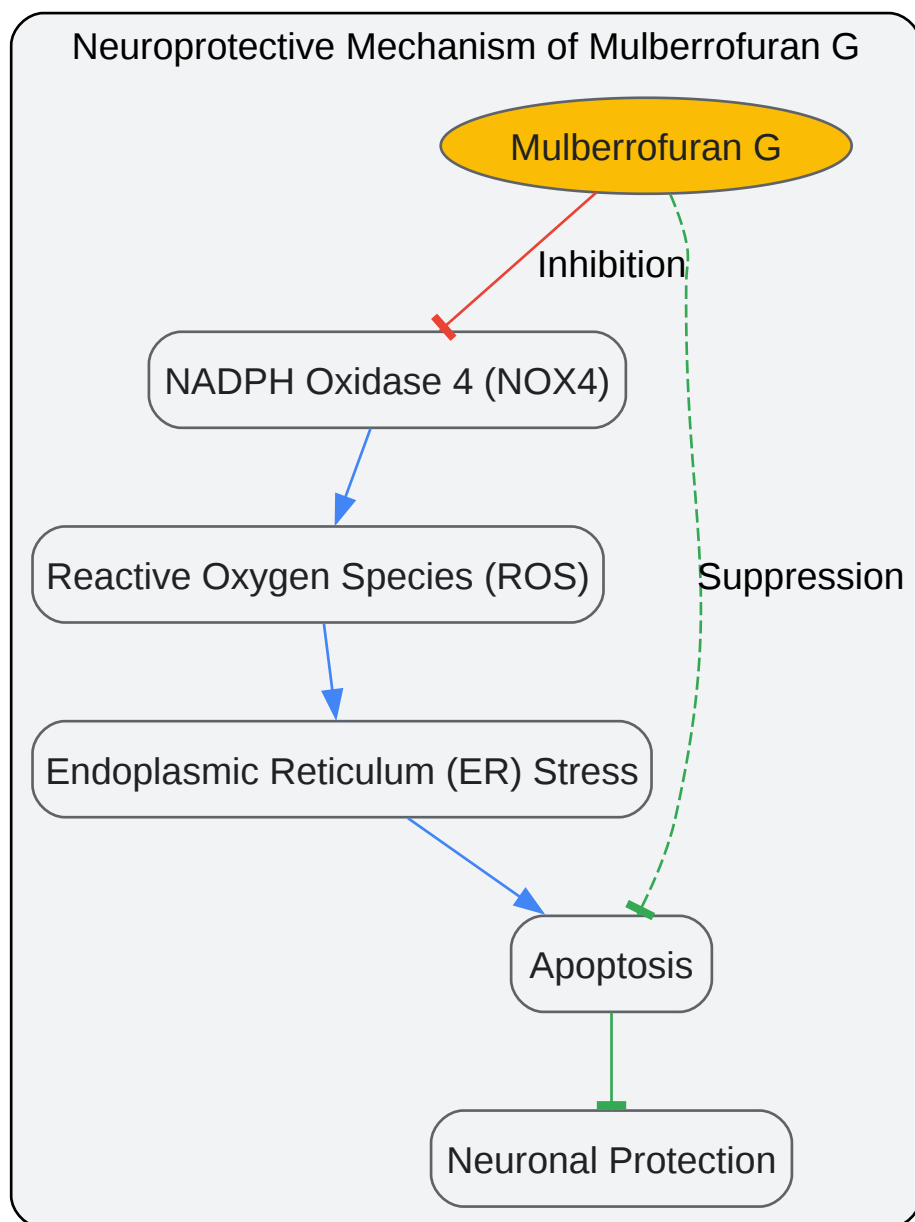 Neuroprotective Mechanism of Mulberrofuran G
Mulberrofuran G
Inhibition
NADPH Oxidase 4 (NOX4)
Reactive Oxygen Species (ROS)
Suppression
Endoplasmic Reticulum (ER) Stress
Apoptosis
Neuronal Protection